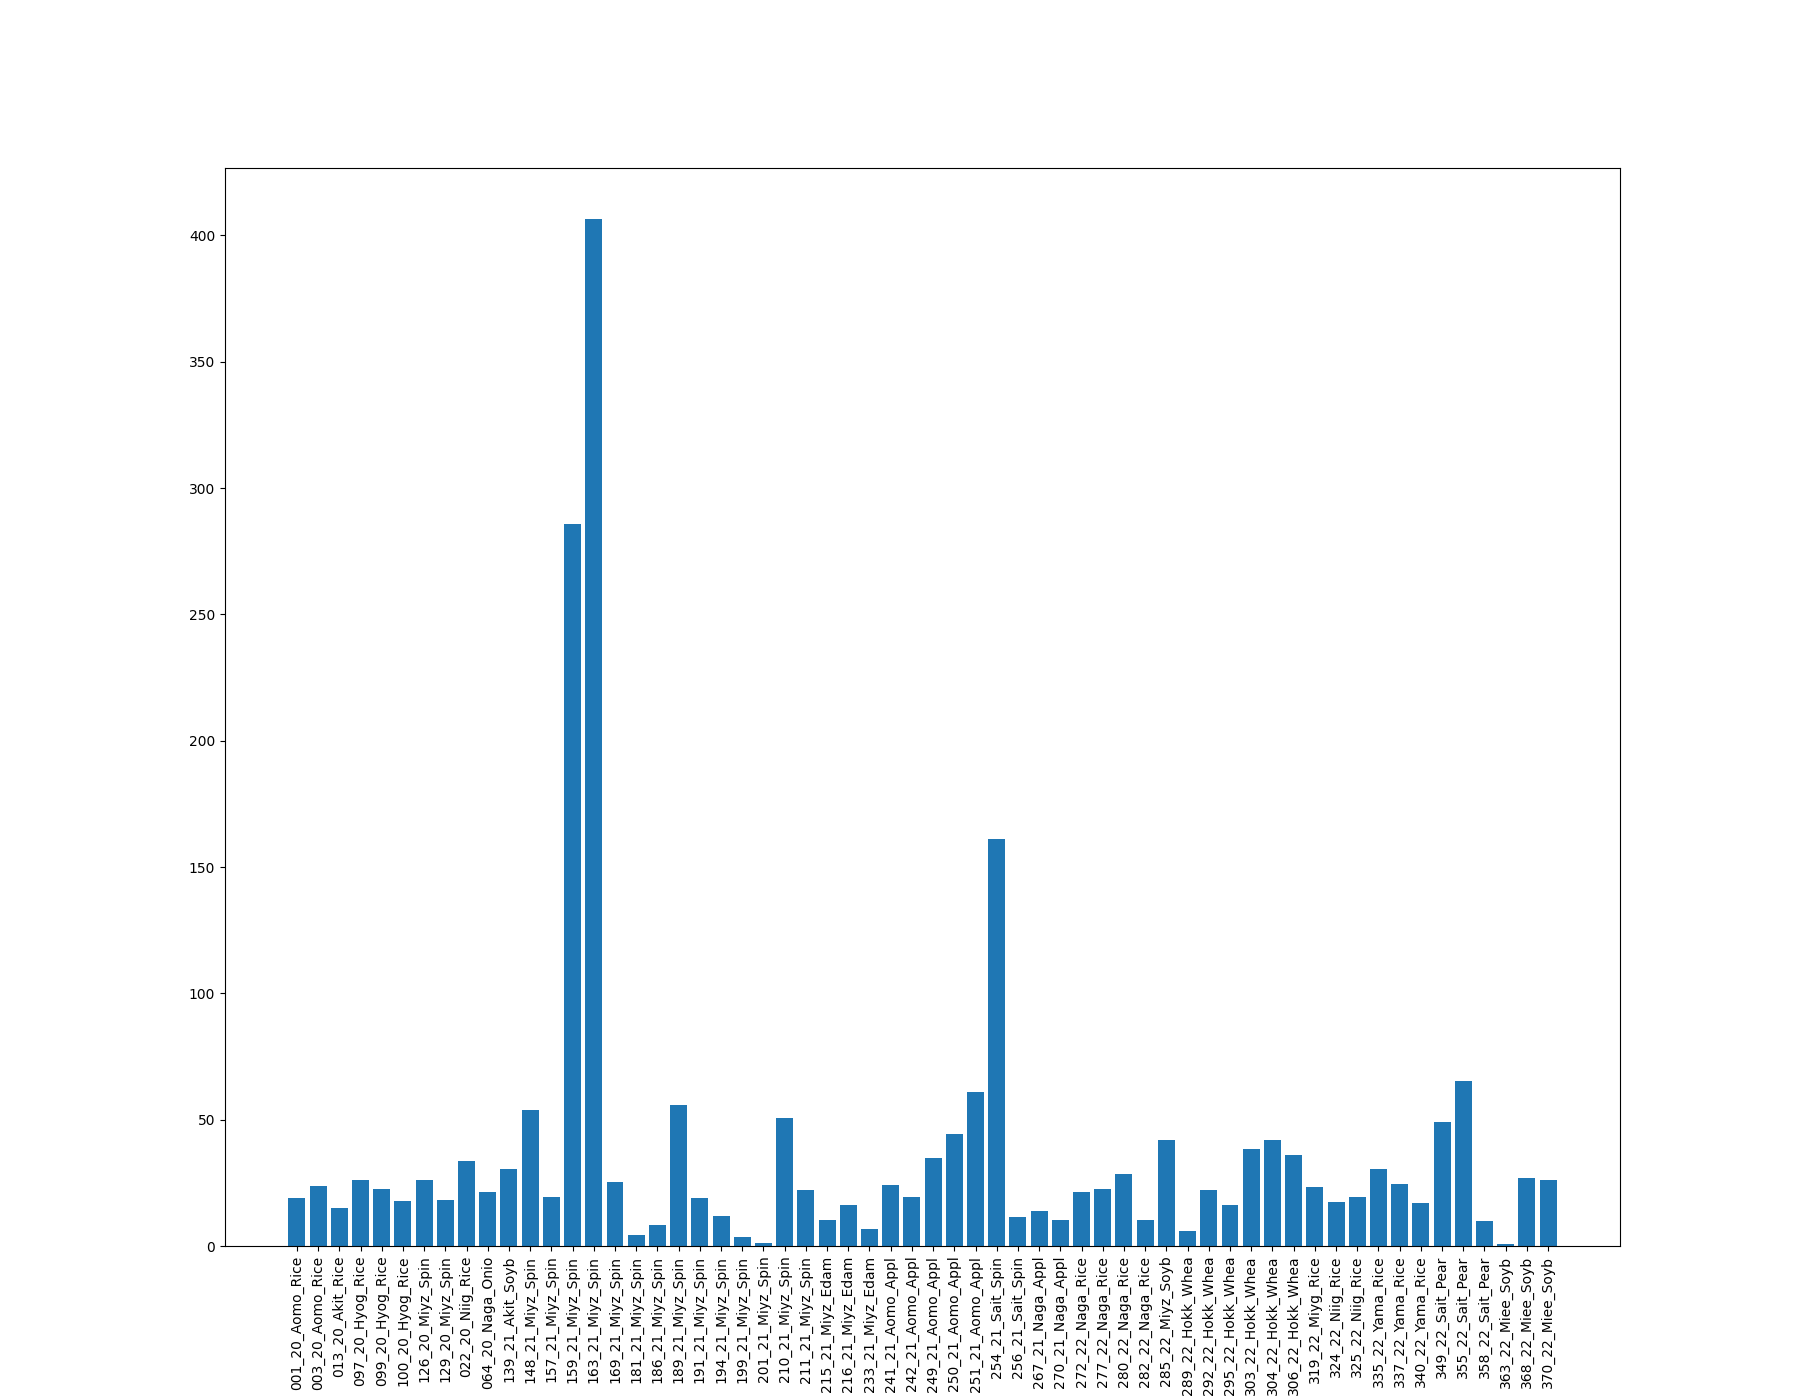 400
350
300
250
200
150
100
50
0
001_20_Aomo_Rice
003_20_Aomo_Rice
013_20_Akit_Rice
097_20_Hyog_Rice
099_20_Hyog_Rice
100_20_Hyog_Rice
126_20_Miyz_Spin
129_20_Miyz_Spin
022_20_Niig_Rice
064_20_Naga_Onio
139_21_Akit_Soyb
148_21_Miyz_Spin
157_21_Miyz_Spin
159_21_Miyz_Spin
163_21_Miyz_Spin
169_21_Miyz_Spin
181_21_Miyz_Spin
186_21_Miyz_Spin
189_21_Miyz_Spin
191_21_Miyz_Spin
194_21_Miyz_Spin
199_21_Miyz_Spin
201_21_Miyz_Spin
210_21_Miyz_Spin
211_21_Miyz_Spin
215_21_Miyz_Edam
216_21_Miyz_Edam
233_21_Miyz_Edam
241_21_Aomo_Appl
242_21_Aomo_Appl
249_21_Aomo_Appl
250_21_Aomo_Appl
251_21_Aomo_Appl
254_21_Sait_Spin
256_21_Sait_Spin
267_21_Naga_Appl
270_21_Naga_Appl
272_22_Naga_Rice
277_22_Naga_Rice
280_22_Naga_Rice
282_22_Naga_Rice
285_22_Miyz_Soyb
289_22_Hokk_Whea
292_22_Hokk_Whea
295_22_Hokk_Whea
303_22_Hokk_Whea
304_22_Hokk_Whea
306_22_Hokk_Whea
319_22_Miyg_Rice
324_22_Niig_Rice
325_22_Niig_Rice
335_22_Yama_Rice
337_22_Yama_Rice
340_22_Yama_Rice
349_22_Sait_Pear
355_22_Sait_Pear
358_22_Sait_Pear
363_22_Miee_Soyb
368_22_Miee_Soyb
370_22_Miee_Soyb